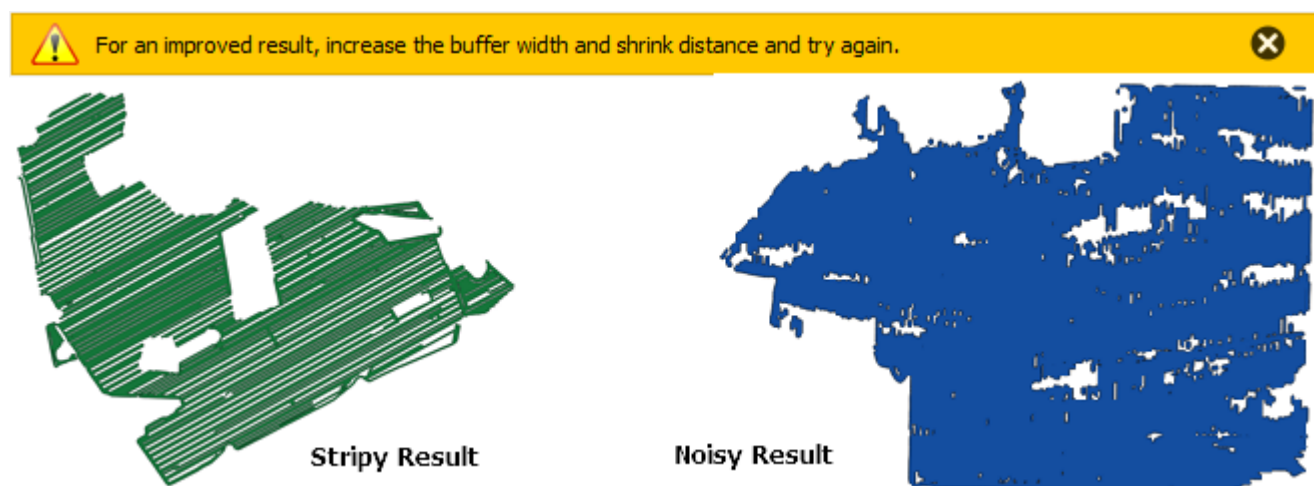 For an improved result, increase the buffer width and shrink distance and try again.
Stripy Result
Noisy Result